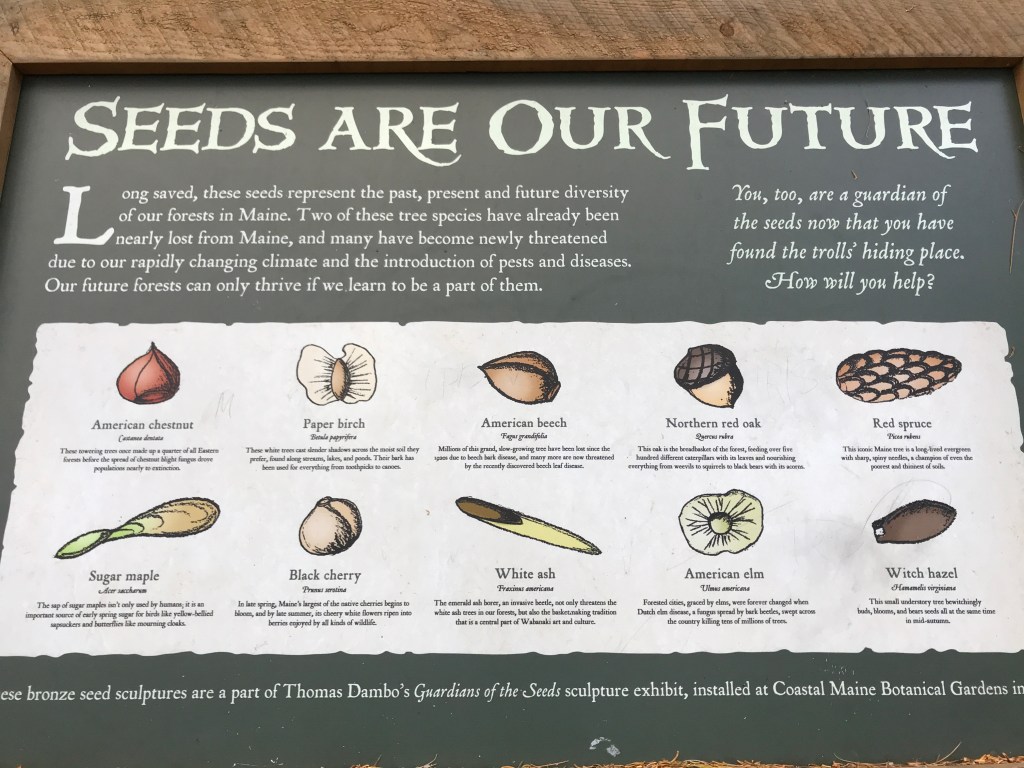 SEEDS ARE OUR FUTURE
Long saved, these seeds represent the past, present and future diversity
of our forests in Maine. Two of these tree species have already been
nearly lost from Maine, and many have become newly threatened
due to our rapidly changing climate and the introduction of pests and diseases.
Our future forests can only thrive if we learn to be a part of them.
You, too, are a guardian of
the seeds now that you have
found the trolls' hiding place.
How will you help?
American chestnut
Castanea dentata
These towering trees once made up a quarter of all Eastern
forests before the spread of chestnut blight fungus drove
populations nearly to extinction.
Paper birch
Betula papyrifera
These white trees cast slender shadows across the moist soil they
prefer, found along streams, lakes, and ponds. Their bark has
been used for everything from toothpicks to canoes.
American beech
Fagus grandifolia
Millions of this grand, slow-growing tree have been lost since the
1920s due to beech bark disease, and many more are now threatened
by the recently discovered beech leaf disease.
Northern red oak
Quercus rubra
This oak is the breadbasket of the forest, feeding over five
hundred different caterpillars with its leaves and nourishing
everything from weevils to squirrels to black bears with its acorns.
Red spruce
Picea rubens
This iconic Maine tree is a long-lived evergreen
with sharp, spiny needles, a champion of even the
poorest and thinnest of soils.
Sugar maple
Acer saccharum
The sap of sugar maples isn't only used by humans; it is an
important source of early spring sugar for birds like yellow-bellied
sapsuckers and butterflies like mourning cloaks.
Black cherry
Prunus serotina
In late spring, Maine's largest of the native cherries begins to
bloom, and by late summer, its cherry white flowers ripen into
berries enjoyed by all kinds of wildlife.
White ash
Fraxinus americana
The emerald ash borer, an invasive beetle, not only threatens the
white ash trees in our forests, but also the basket.making tradition
that is a central part of Wabanaki art and culture.
American elm
Ulmus americana
Forested cities, graced by elms, were forever changed when
Dutch elm disease, a fungus spread by bark beetles, swept across
the country killing tens of millions of trees.
Witch hazel
Hamamelis virginiana
This small understory tree bewitchingly
buds, blooms, and bears seeds all at the same time
in mid-autumn.
ese bronze seed sculptures are a part of Thomas Dambo's Guardians of the Seeds sculpture exhibit, installed at Coastal Maine Botanical Gardens in